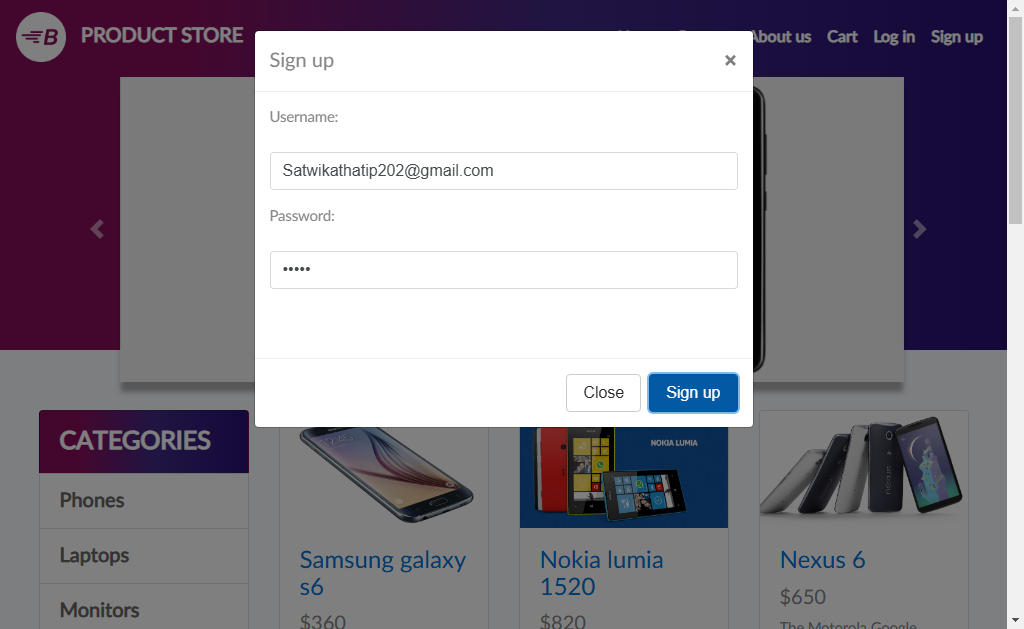 B PRODUCT STORE
About us Cart Log in Sign up
Sign up ×
Username:
Satwikathatip202@gmail.com
Password:
•••••
Close Sign up
CATEGORIES
Phones
Laptops
Monitors
NOKIA LUMIA
nexus
Samsung galaxy
s6
$360
Nokia lumia
1520
$820
Nexus 6
$650
The Motorola Google